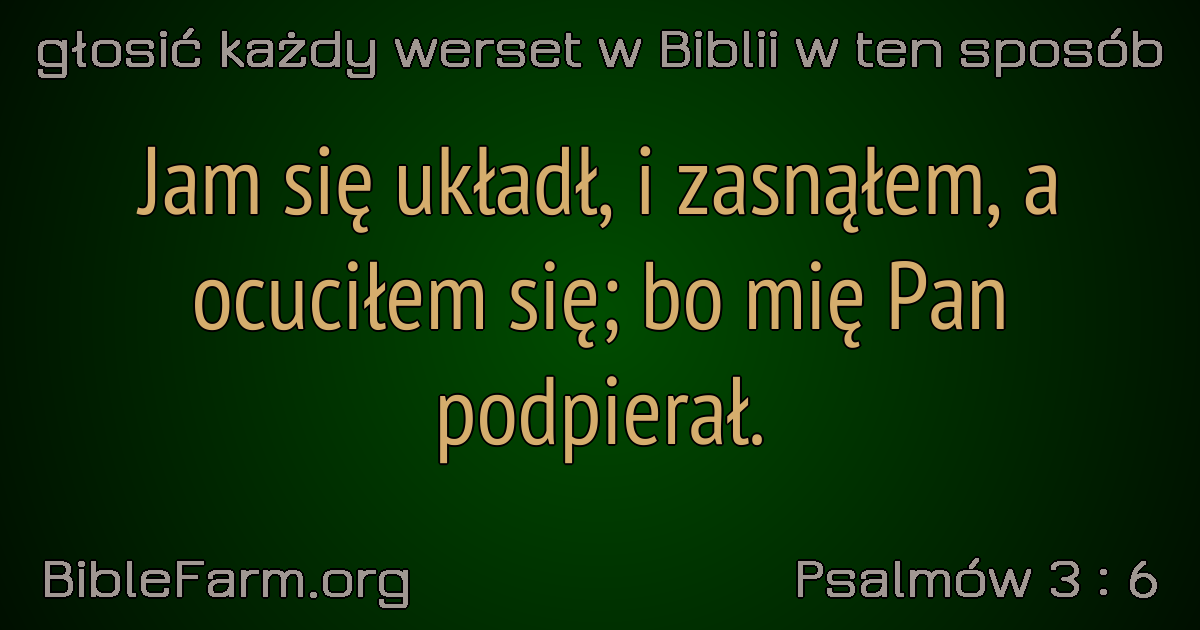 głosić każdy werset w Biblii w ten sposób
Jam się układł, i zasnąłem, a
ocuciłem się; bo mię Pan
podpierał.
BibleFarm.org
Psalmów 3 : 6